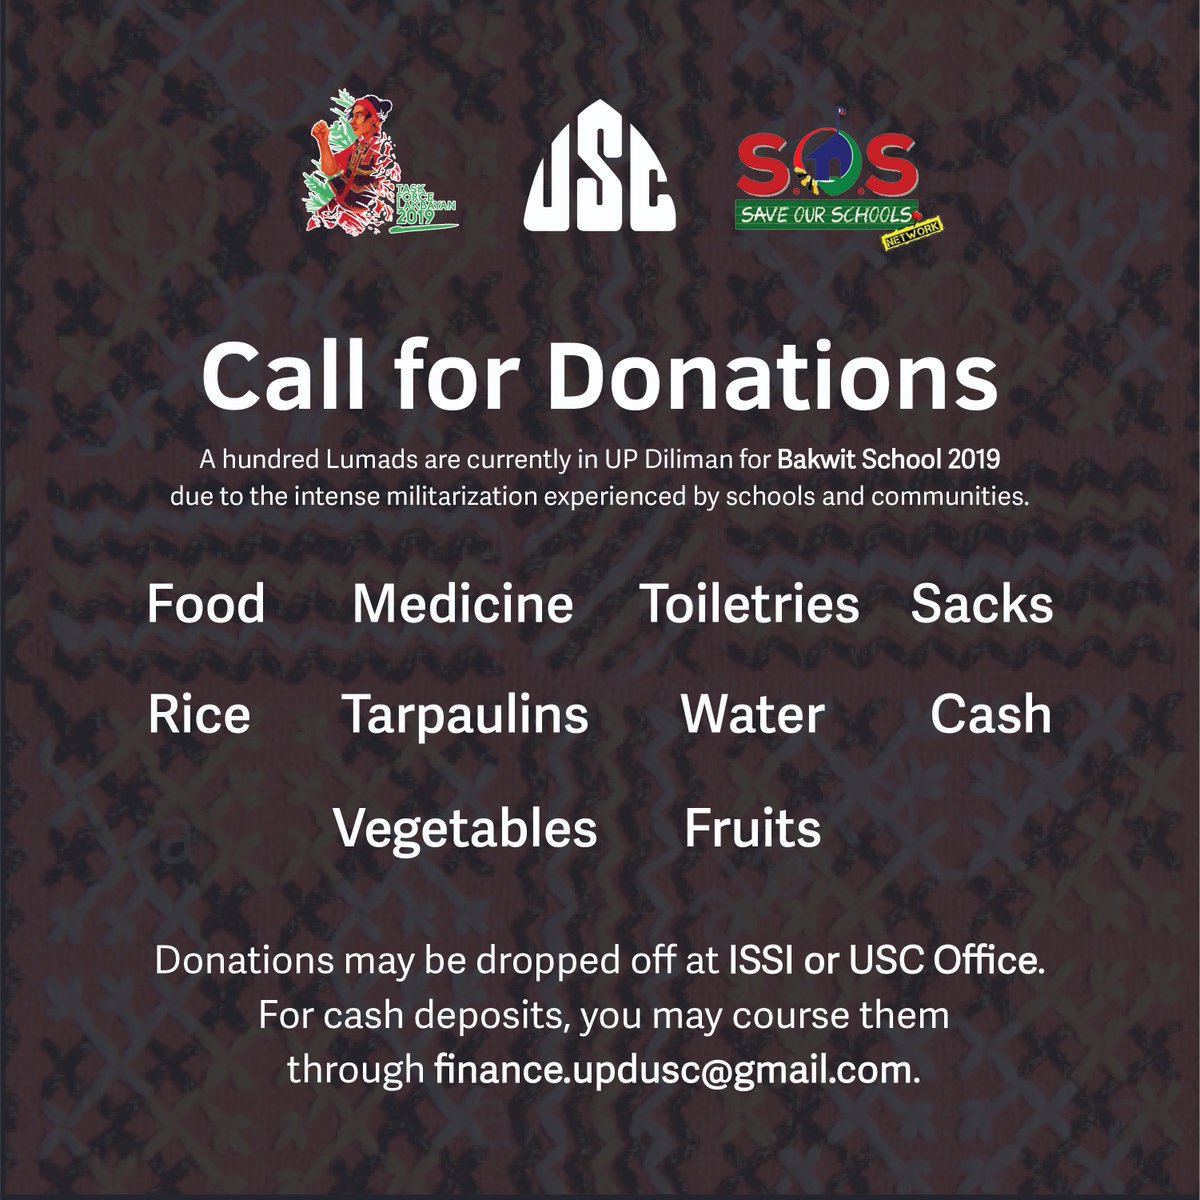 TASK
FORCE
LAKBAYAN
2019
USC
S.O.S
SAVE OUR SCHOOLS
NETWORK
Call for Donations
A hundred Lumads are currently in UP Diliman for Bakwit School 2019
due to the intense militarization experienced by schools and communities.
Food Medicine Toiletries Sacks
Rice Tarpaulins Water Cash
a
Vegetables Fruits
Donations may be dropped off at ISSI or USC Office.
For cash deposits, you may course them
through finance.updusc@gmail.com.